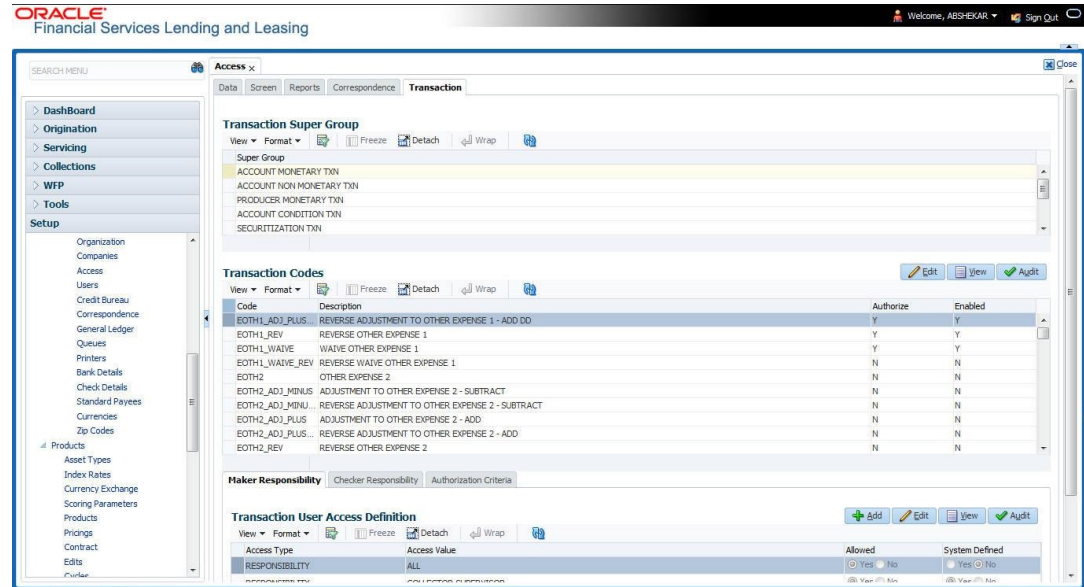 ORACLE®
Financial Services Lending and Leasing
Welcome, ABSHEKAR
Sign Out
SEARCH MENU
Access
Close
Data Screen Reports Correspondence Transaction
DashBoard
Origination
Servicing
Collections
WFP
Tools
Setup
Organization
Companies
Access
Users
Credit Bureau
Correspondence
General Ledger
Queues
Printers
Bank Details
Check Details
Standard Payees
Currencies
Zip Codes
Products
Asset Types
Index Rates
Currency Exchange
Scoring Parameters
Products
Pricings
Contract
Edits
Cycles
Transaction Super Group
View Format Freeze Detach Wrap
Super Group
ACCOUNT MONETARY TXN
ACCOUNT NON MONETARY TXN
PRODUCER MONETARY TXN
ACCOUNT CONDITION TXN
SECURITIZATION TXN
Transaction Codes
Edit View Audit
View Format Freeze Detach Wrap
Code Description Authorize Enabled
EOTH1_ADJ_PLUS... REVERSE ADJUSTMENT TO OTHER EXPENSE 1 - ADD DD Y Y
EOTH1_REV REVERSE OTHER EXPENSE 1 Y Y
EOTH1_WAIVE WAIVE OTHER EXPENSE 1 Y Y
EOTH1_WAIVE_REV REVERSE WAIVE OTHER EXPENSE 1 N N
EOTH2 OTHER EXPENSE 2 N N
EOTH2_ADJ_MINUS ADJUSTMENT TO OTHER EXPENSE 2 - SUBTRACT N N
EOTH2_ADJ_MINU... REVERSE ADJUSTMENT TO OTHER EXPENSE 2 - SUBTRACT N N
EOTH2_ADJ_PLUS ADJUSTMENT TO OTHER EXPENSE 2 - ADD N N
EOTH2_ADJ_PLUS... REVERSE ADJUSTMENT TO OTHER EXPENSE 2 - ADD N N
EOTH2_REV REVERSE OTHER EXPENSE 2 N N
Maker Responsibility Checker Responsibility Authorization Criteria
Transaction User Access Definition
Add Edit View Audit
View Format Freeze Detach Wrap
Access Type Access Value Allowed System Defined
RESPONSIBILITY ALL Yes No Yes No
RESPONSIBILITY COLLECTOR SUPERVISOR Yes No Yes No